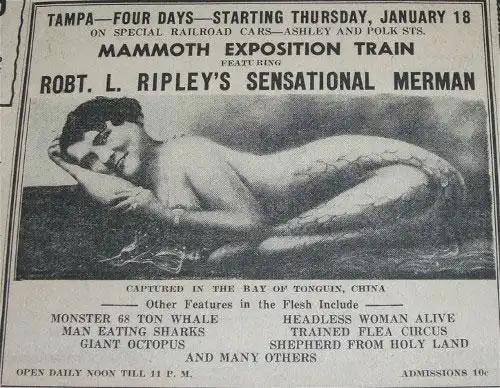 TAMPA—FOUR DAYS—STARTING THURSDAY, JANUARY 18
ON SPECIAL RAILROAD CARS—ASHLEY AND POLK STS.
MAMMOTH EXPOSITION TRAIN
FEATURING
ROBT. L. RIPLEY'S SENSATIONAL MERMAN
CAPTURED IN THE BAY OF TONGUIN, CHINA
Other Features in the Flesh Include
MONSTER 68 TON WHALE
HEADLESS WOMAN ALIVE
MAN EATING SHARKS
TRAINED FLEA CIRCUS
GIANT OCTOPUS
SHEPHERD FROM HOLY LAND
AND MANY OTHERS
OPEN DAILY NOON TILL 11 P. M.
ADMISSIONS 10c